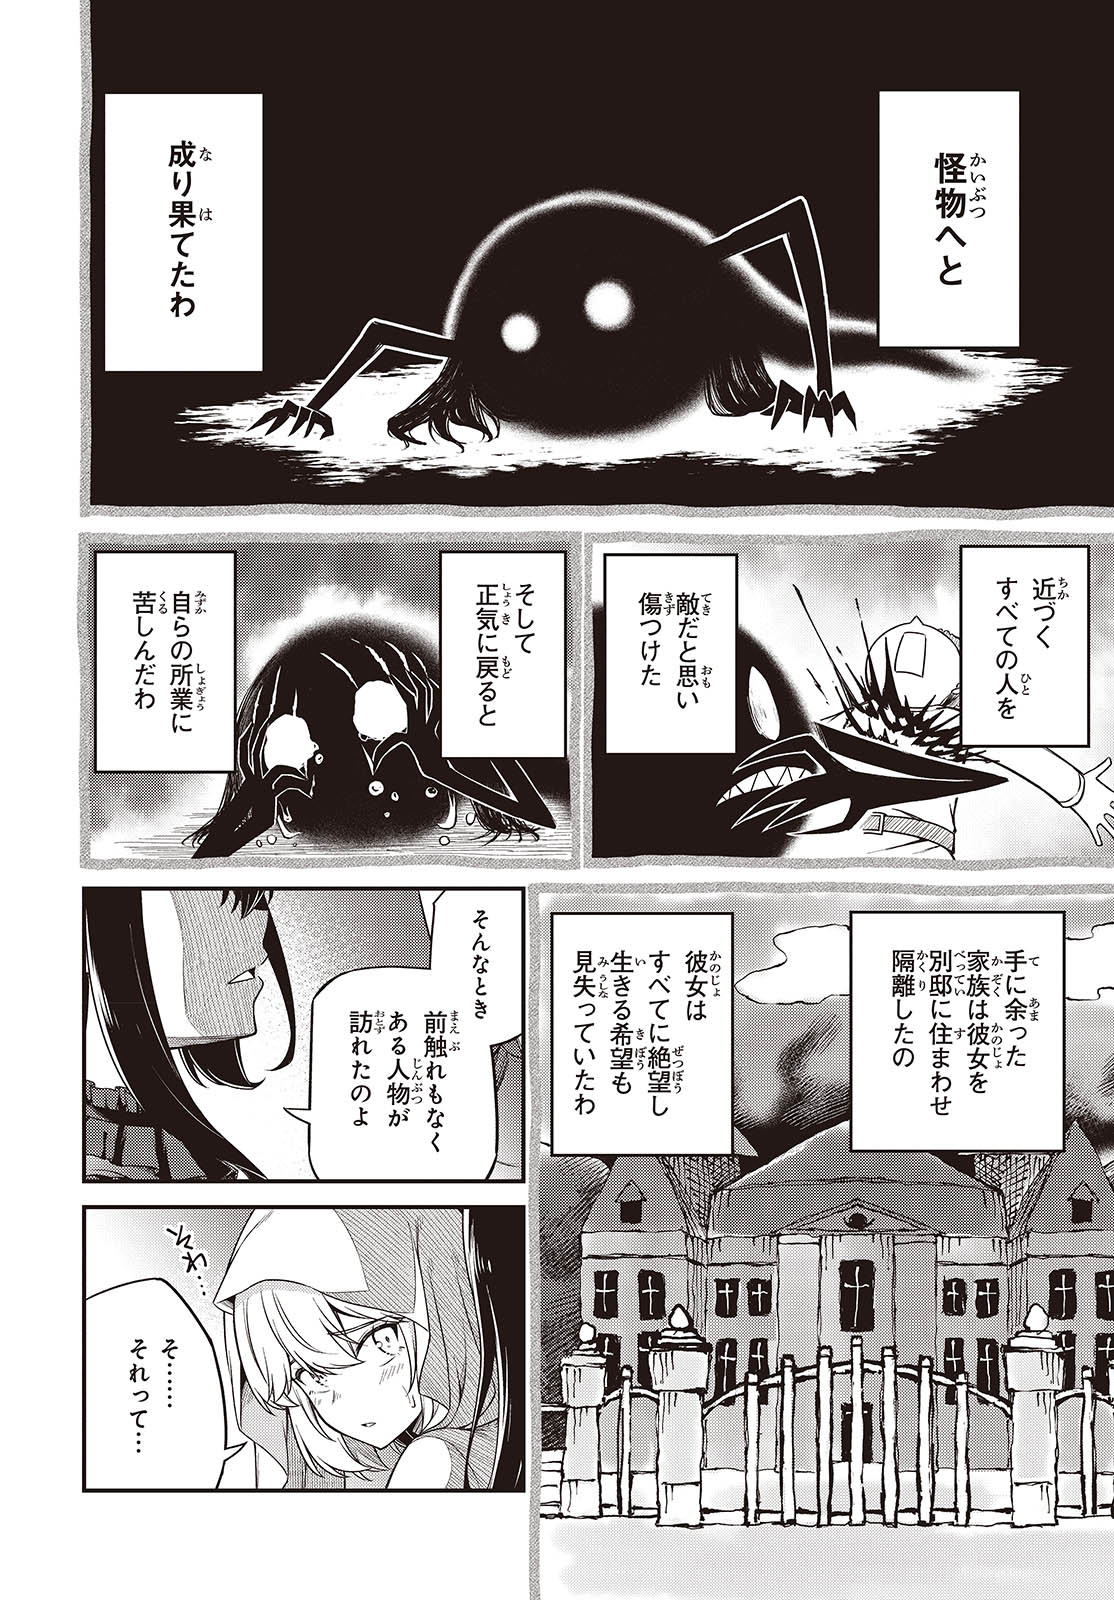 怪物へと
成り果てたわ
近づく
すべての人を
敵だと思い
傷つけた
そして
正気に戻ると
自らの所業に
苦しんだわ
手に余った
家族は彼女を
別邸に住まわせ
隔離したの
彼女は
すべてに絶望し
生きる希望も
見失っていたわ
そんなとき
前触れもなく
ある人物が
訪れたのよ
そ……
それって…